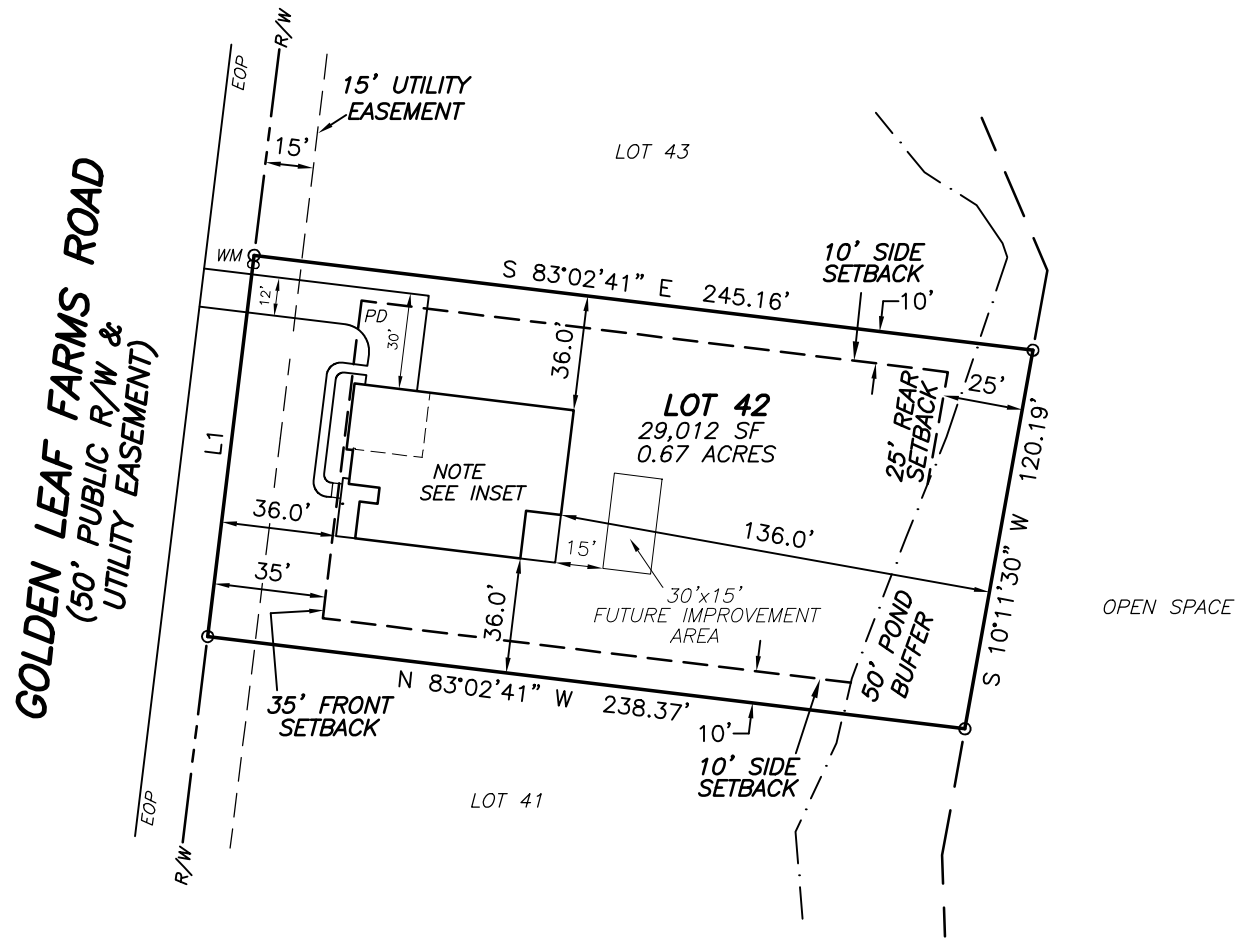 R/W
EOP
15' UTILITY
EASEMENT
15'
LOT 43
GOLDEN LEAF FARMS ROAD
(50' PUBLIC R/W &
UTILITY EASEMENT)
WM
10' SIDE
SETBACK
S 83°02'41" E 245.16'
10'
12'
PD
30'
36.0'
25' REAR
SETBACK
25'
LOT 42
29,012 SF
0.67 ACRES
S 10°11'30" W 120.19'
L1
NOTE
SEE INSET
36.0'
136.0'
15'
35'
30'x15'
FUTURE IMPROVEMENT
AREA
36.0'
50' POND
BUFFER
OPEN SPACE
N 83°02'41" W 238.37'
35' FRONT
SETBACK
10'
10' SIDE
SETBACK
LOT 41
EOP
R/W